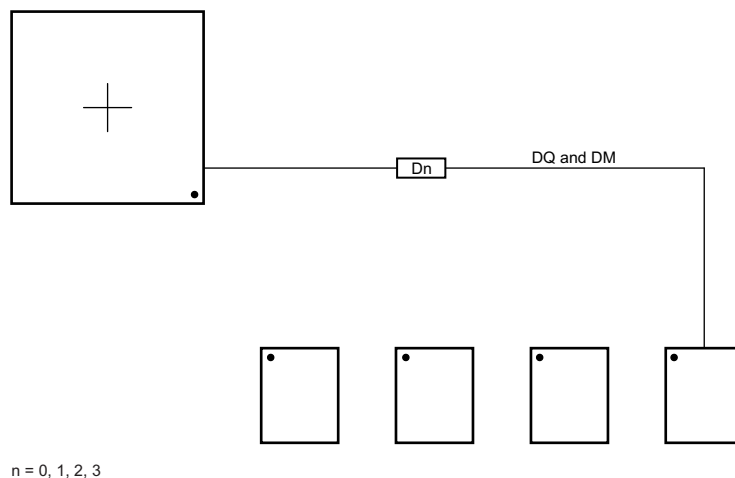 DQ and DM
Dn
n = 0, 1, 2, 3